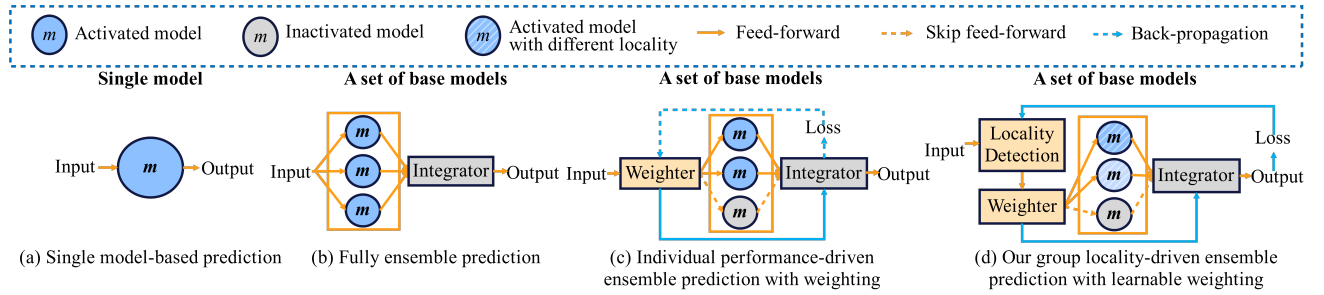 m Activated model
m Inactivated model
m Activated model with different locality
Feed-forward
Skip feed-forward
Back-propagation
Single model
A set of base models
A set of base models
A set of base models
Input
m
Output
Input
m
m
m
Integrator
Output
Input
Weighter
m
m
m
Loss
Integrator
Output
Input
Locality
Detection
Weighter
m
m
m
Integrator
Loss
Output
(a) Single model-based prediction
(b) Fully ensemble prediction
(c) Individual performance-driven
ensemble prediction with weighting
(d) Our group locality-driven ensemble
prediction with learnable weighting